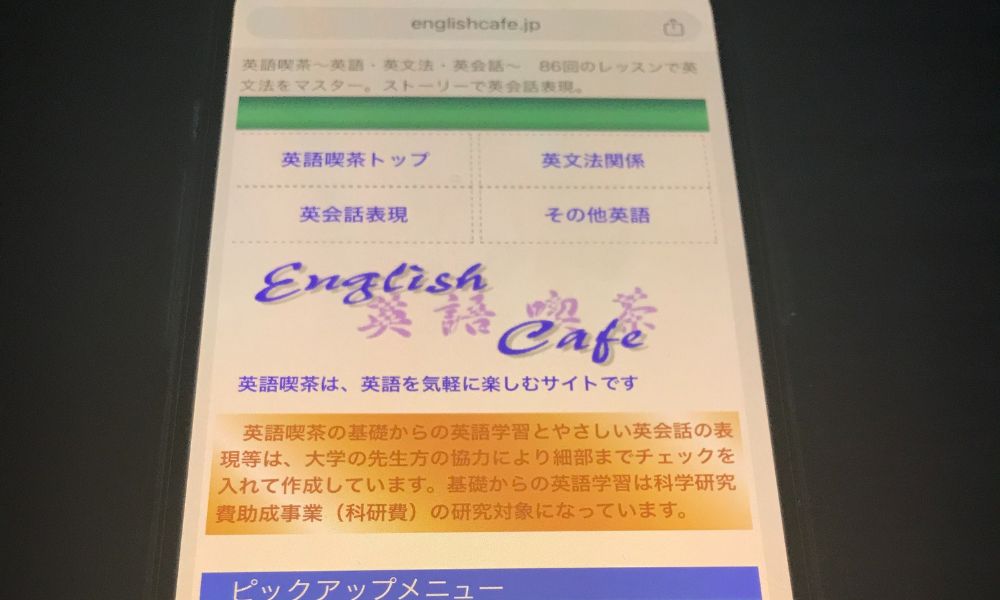 englishcafe.jp
英語喫茶〜英語・英文法・英会話〜 86回のレッスンで英
文法をマスター。ストーリーで英会話表現。
英語喫茶トップ 英文法関係
英会話表現 その他英語
English
英語喫茶
Cafe
英語喫茶は、英語を気軽に楽しむサイトです
英語喫茶の基礎からの英語学習とやさしい英会話の表
現等は、大学の先生方の協力により細部までチェックを
入れて作成しています。基礎からの英語学習は科学研究
費助成事業（科研費）の研究対象になっています。
ピックアップメニュー